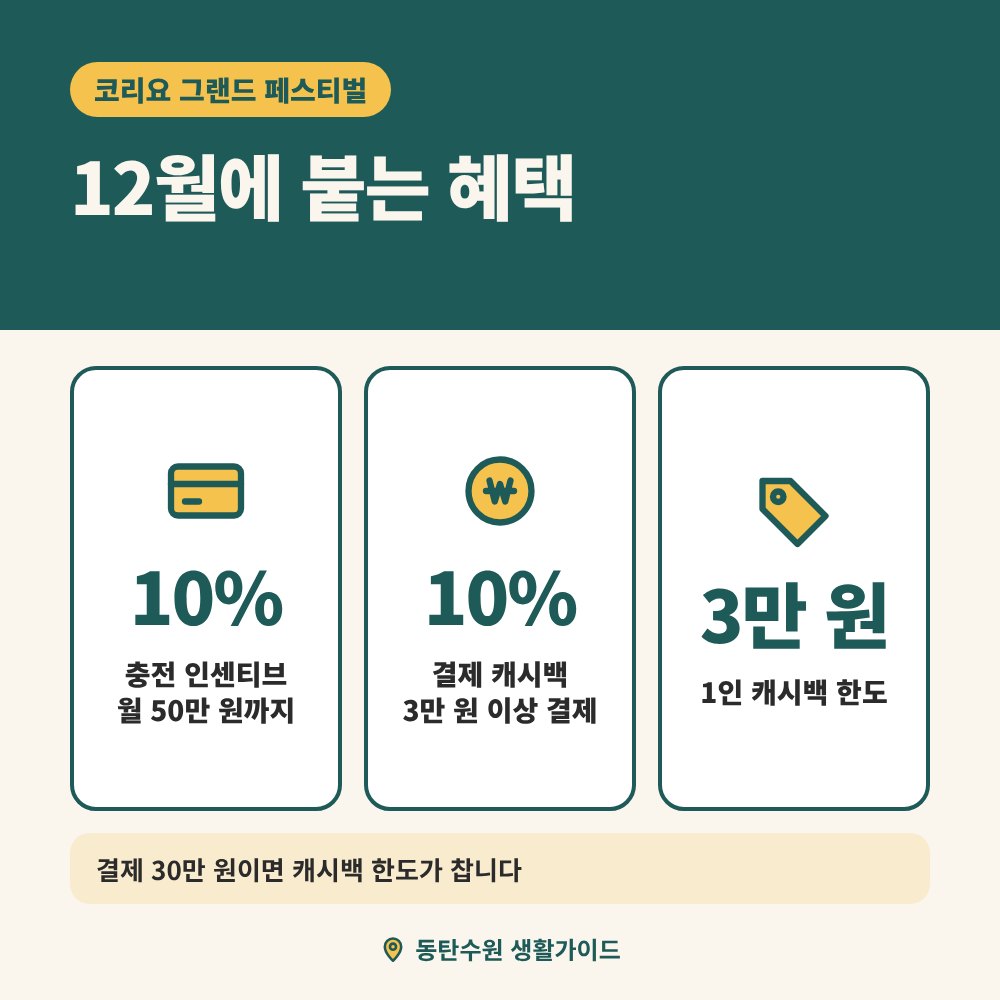 코리요 그랜드 페스티벌
12월에 붙는 혜택
10%
충전 인센티브
월 50만 원까지
₩
10%
결제 캐시백
3만 원 이상 결제
3만 원
1인 캐시백 한도
결제 30만 원이면 캐시백 한도가 찹니다
동탄수원 생활가이드